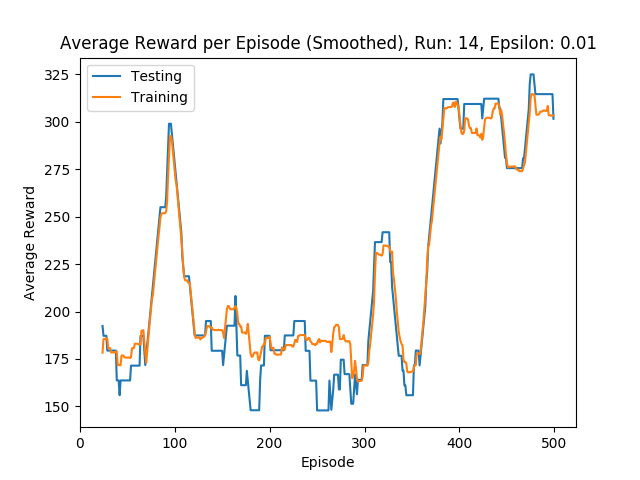 Average Reward per Episode (Smoothed), Run: 14, Epsilon: 0.01
Testing
Training
Average Reward
325
300
275
250
225
200
175
150
0
100
200
300
400
500
Episode